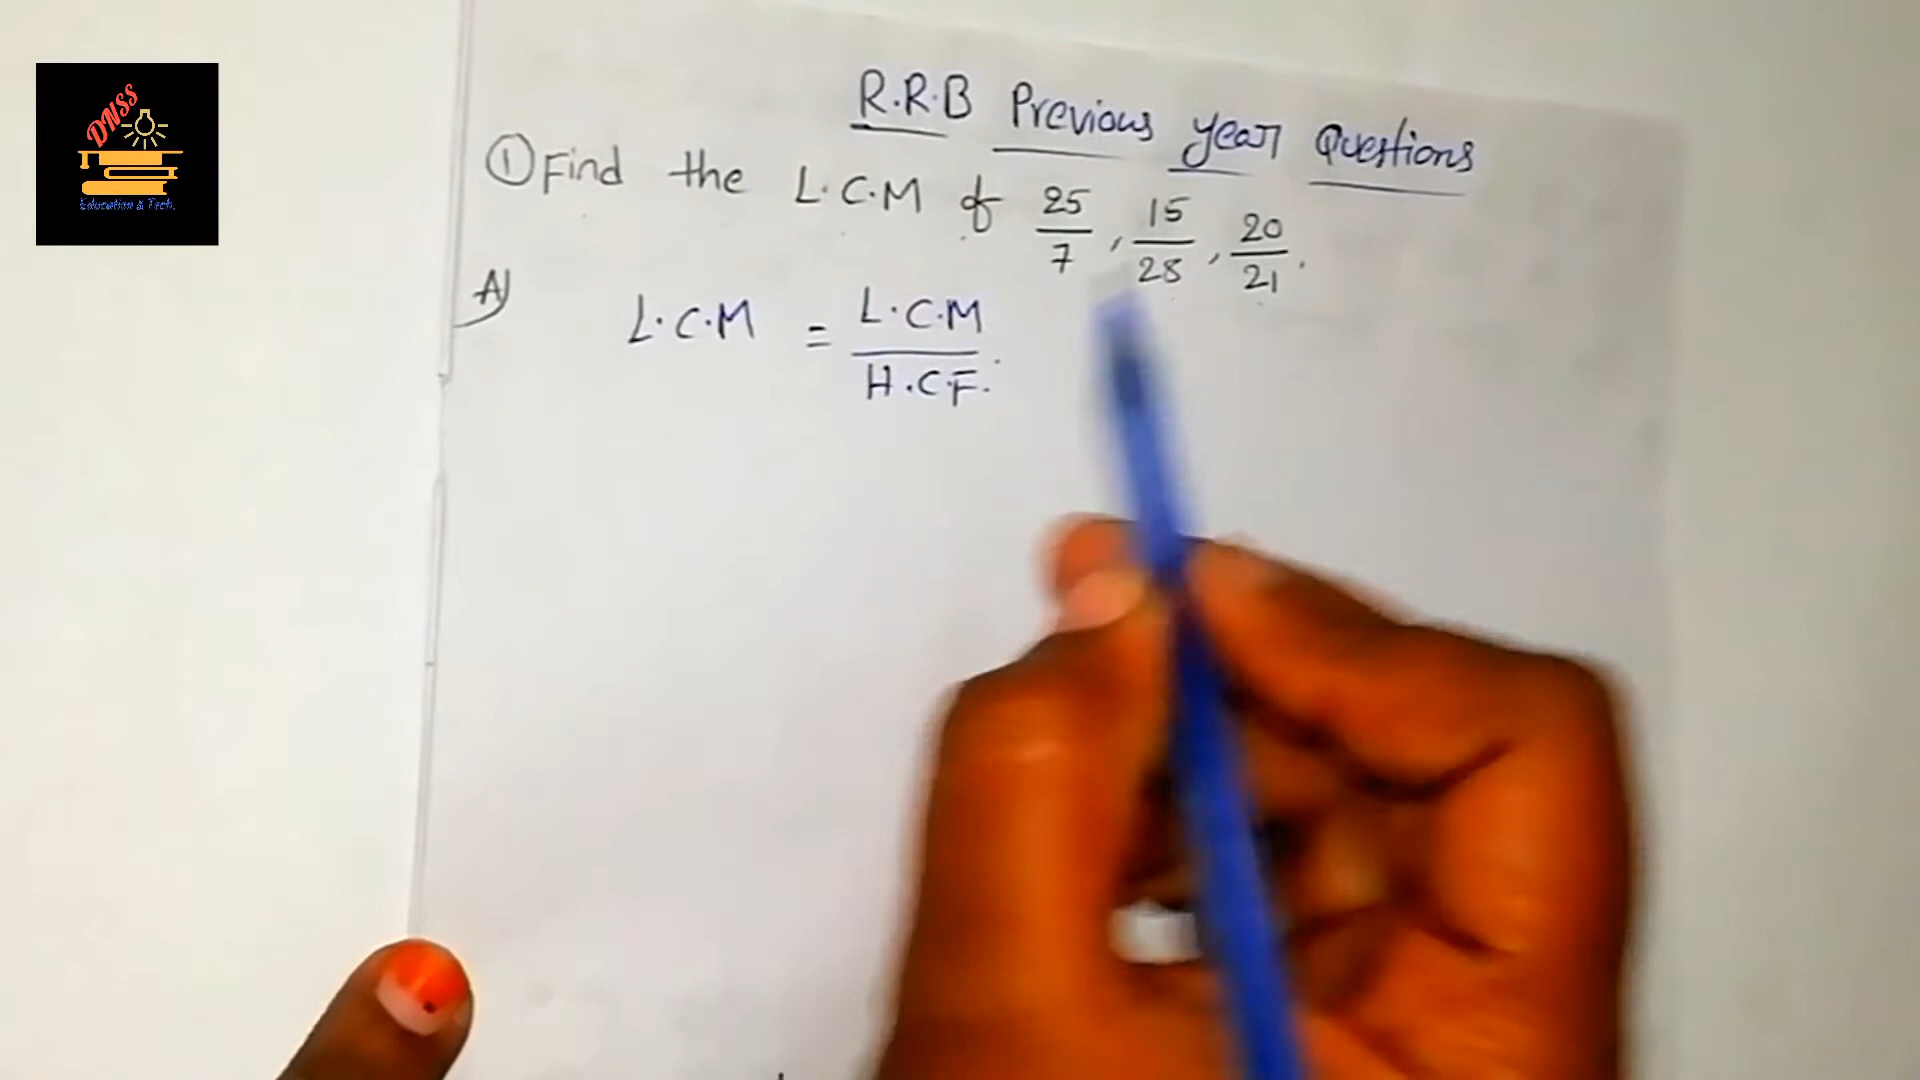 DNSS
Education & Tech.
R.R.B Previous year Questions
① Find the L.C.M of 25/7, 15/28, 20/21.
A)
L.C.M = L.C.M/H.C.F.